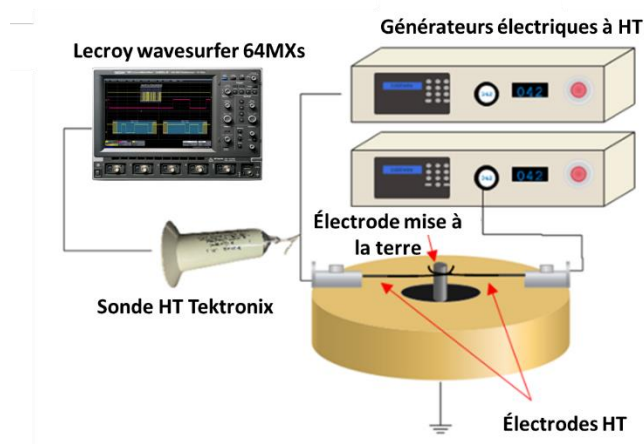 Générateurs électriques à HT
Lecroy wavesurfer 64MXs
042
042
Électrode mise à
la terre
Sonde HT Tektronix
Électrodes HT